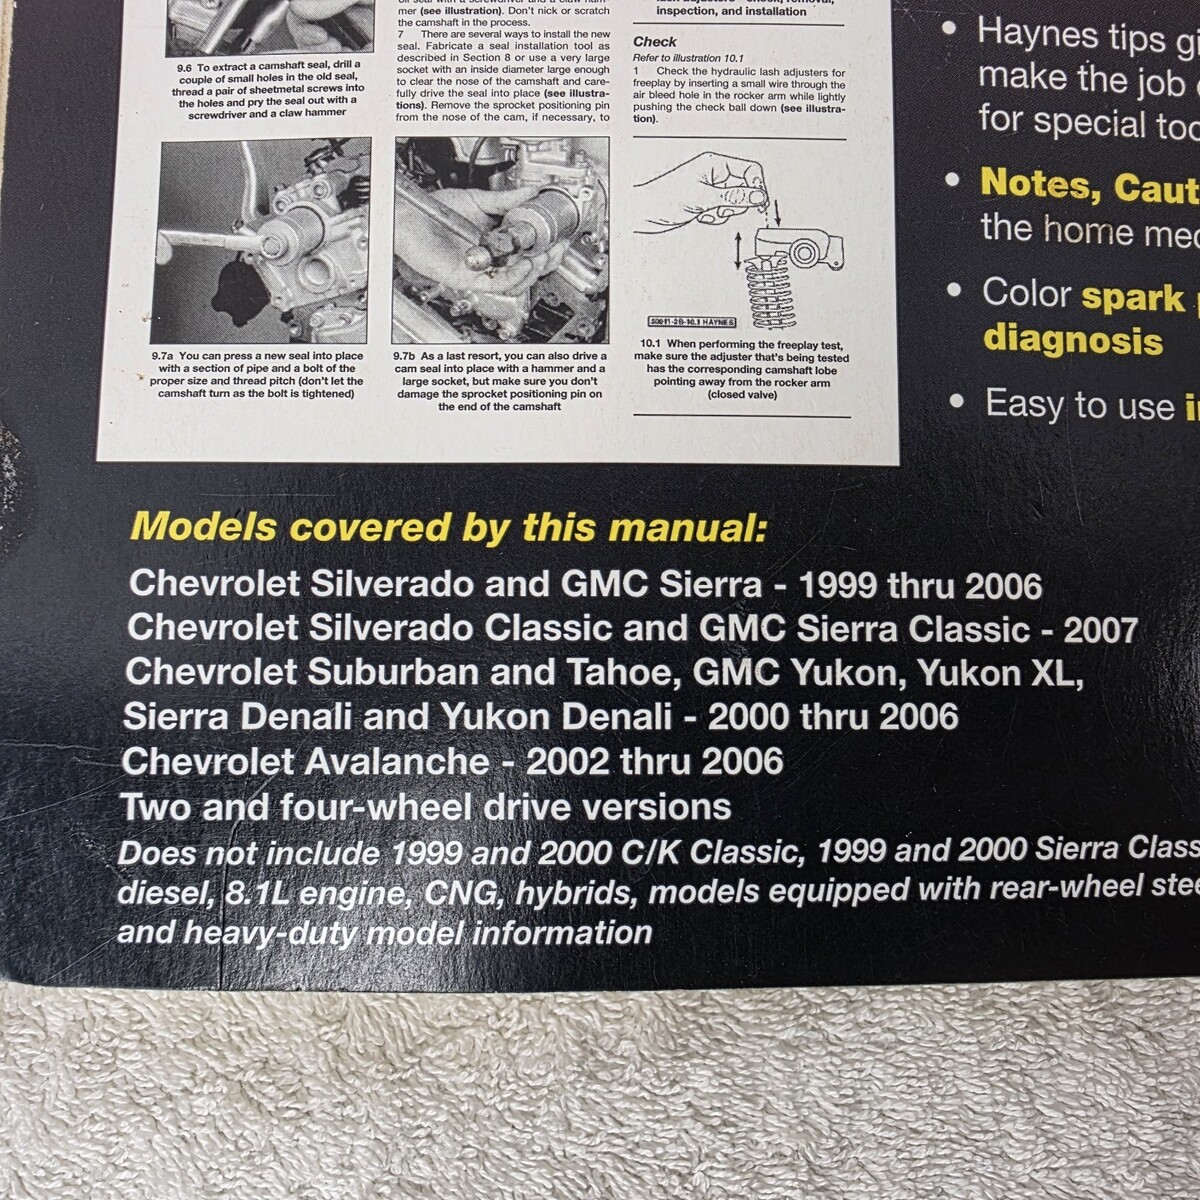 mer (see illustration). Don't nick or scratch
the camshaft in the process.
7 There are several ways to install the new
seal. Fabricate a seal installation tool as
described in Section 8 or use a very large
socket with an inside diameter large enough
to clear the nose of the camshaft and care-
fully drive the seal into place (see illustra-
tions). Remove the sprocket positioning pin
from the nose of the cam, if necessary, to
9.6 To extract a camshaft seal, drill a
couple of small holes in the old seal,
thread a pair of sheetmetal screws into
the holes and pry the seal out with a
screwdriver and a claw hammer
inspection, and installation
Check
Refer to illustration 10.1
1 Check the hydraulic lash adjusters for
freeplay by inserting a small wire through the
air bleed hole in the rocker arm while lightly
pushing the check ball down (see illustra-
tion).
30011-2B-10.1 HAYNES
9.7a You can press a new seal into place
with a section of pipe and a bolt of the
proper size and thread pitch (don't let the
camshaft turn as the bolt is tightened)
9.7b As a last resort, you can also drive a
cam seal into place with a hammer and a
large socket, but make sure you don't
damage the sprocket positioning pin on
the end of the camshaft
10.1 When performing the freeplay test,
make sure the adjuster that's being tested
has the corresponding camshaft lobe
pointing away from the rocker arm
(closed valve)
• Haynes tips gi
make the job
for special too
• Notes, Caut
the home mec
• Color spark
diagnosis
• Easy to use i
Models covered by this manual:
Chevrolet Silverado and GMC Sierra - 1999 thru 2006
Chevrolet Silverado Classic and GMC Sierra Classic - 2007
Chevrolet Suburban and Tahoe, GMC Yukon, Yukon XL,
Sierra Denali and Yukon Denali - 2000 thru 2006
Chevrolet Avalanche - 2002 thru 2006
Two and four-wheel drive versions
Does not include 1999 and 2000 C/K Classic, 1999 and 2000 Sierra Class
diesel, 8.1L engine, CNG, hybrids, models equipped with rear-wheel stee
and heavy-duty model information